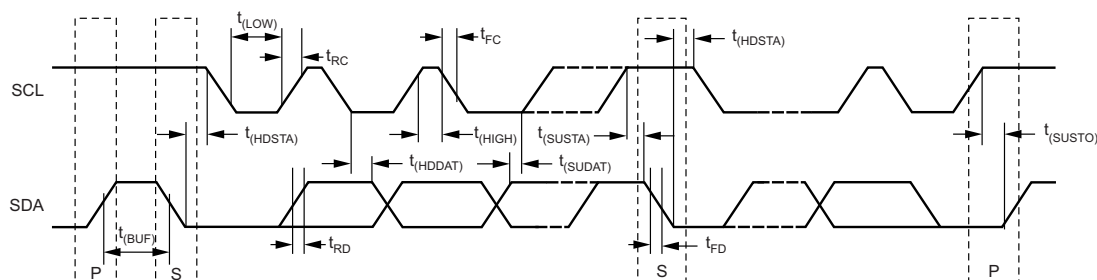 t(LOW)
tRC
tFC
t(HDSTA)
SCL
t(HDSTA)
t(HIGH)
t(SUSTA)
t(SUSTO)
t(HDDAT)
t(SUDAT)
SDA
t(BUF)
tRD
tFD
P
S
S
P